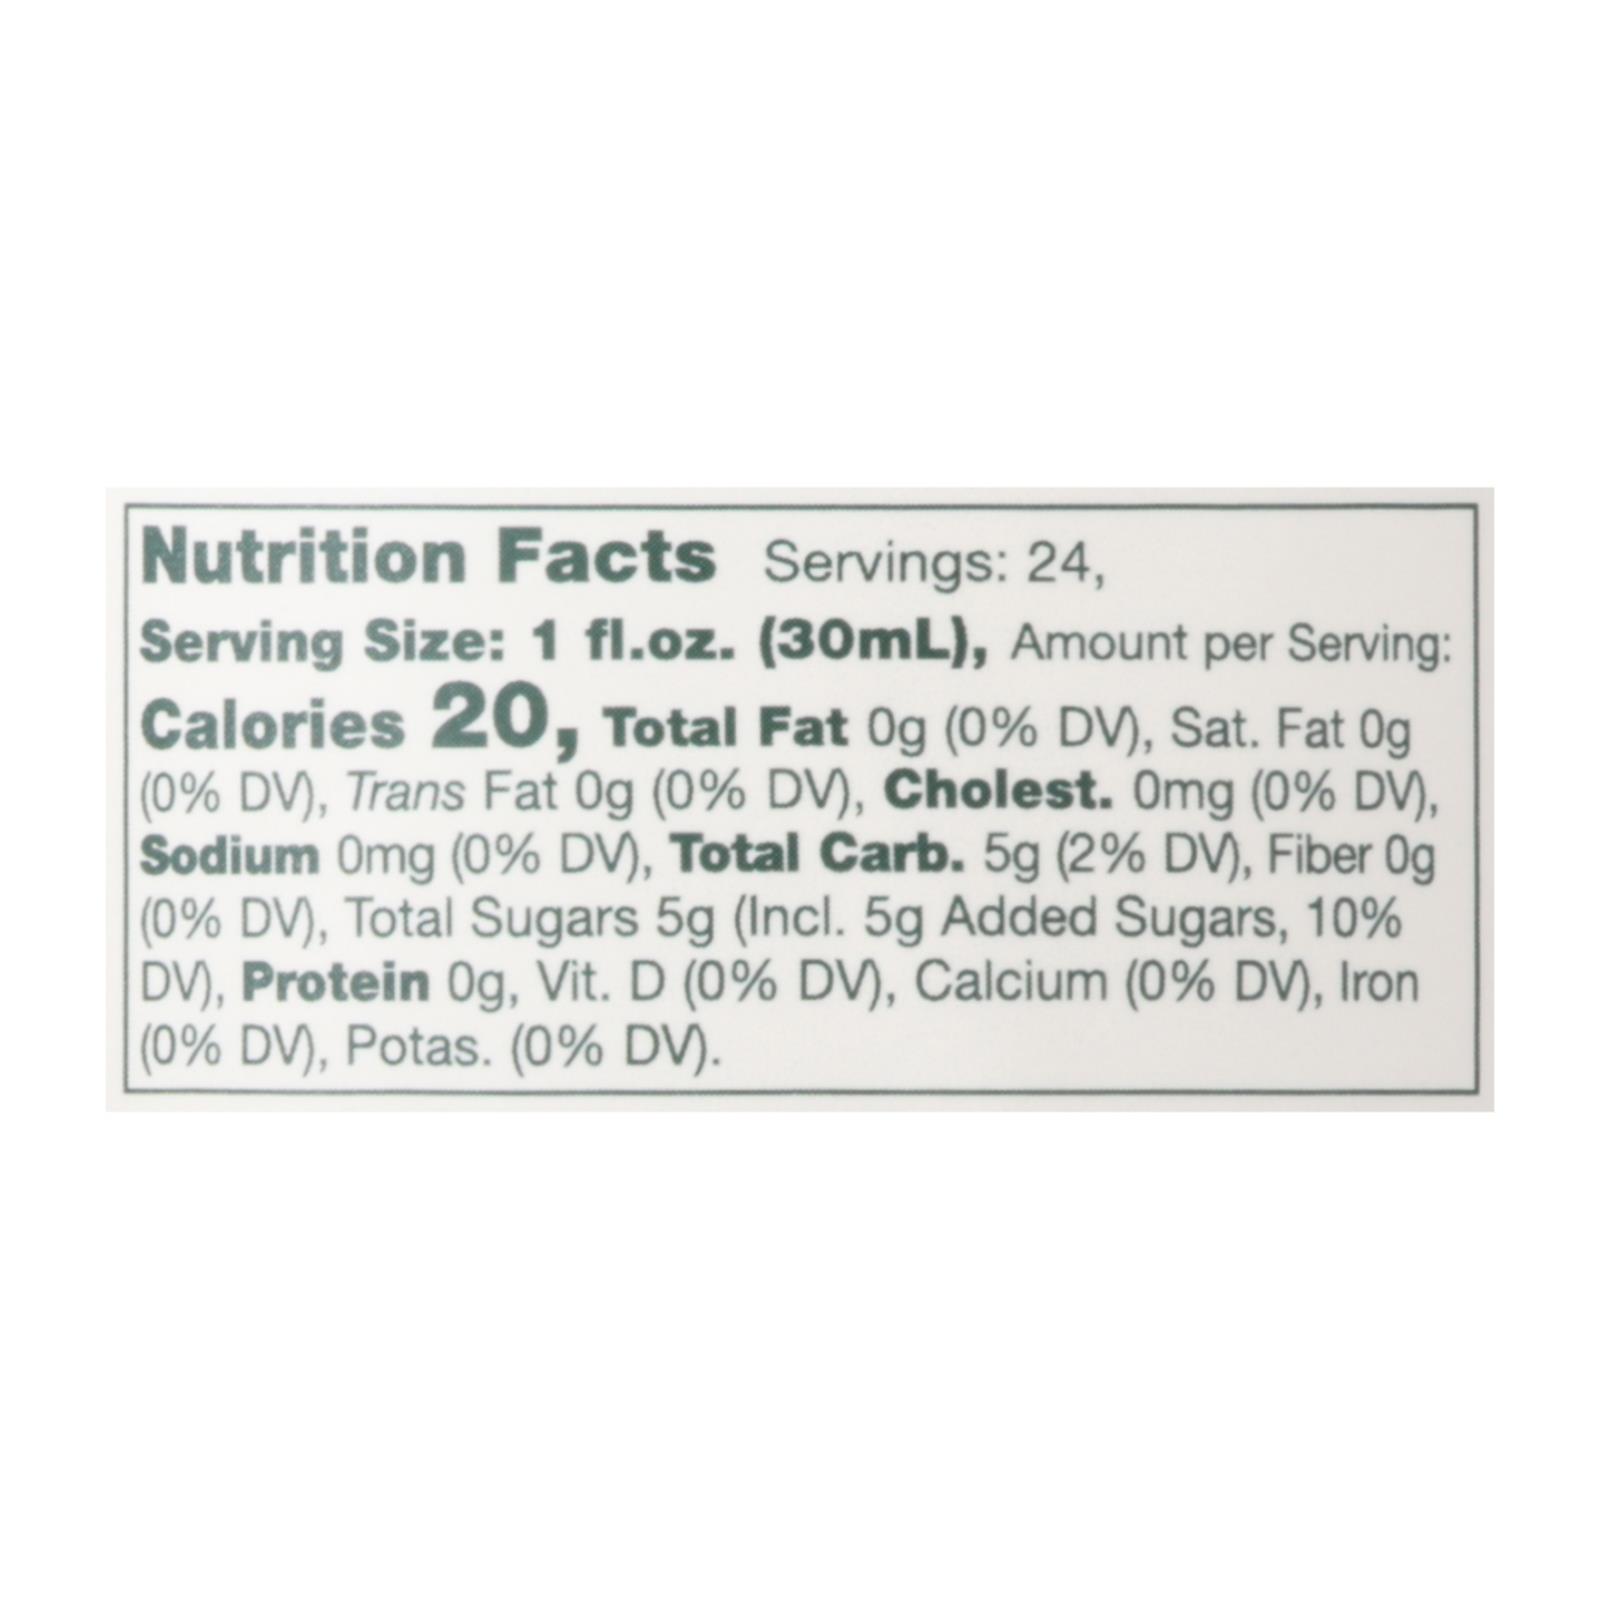 Nutrition Facts Servings: 24,
Serving Size: 1 fl.oz. (30mL), Amount per Serving:
Calories 20, Total Fat 0g (0% DV), Sat. Fat 0g
(0% DV), Trans Fat 0g (0% DV), Cholest. 0mg (0% DV),
Sodium 0mg (0% DV), Total Carb. 5g (2% DV), Fiber 0g
(0% DV), Total Sugars 5g (Incl. 5g Added Sugars, 10%
DV), Protein 0g, Vit. D (0% DV), Calcium (0% DV), Iron
(0% DV), Potas. (0% DV).